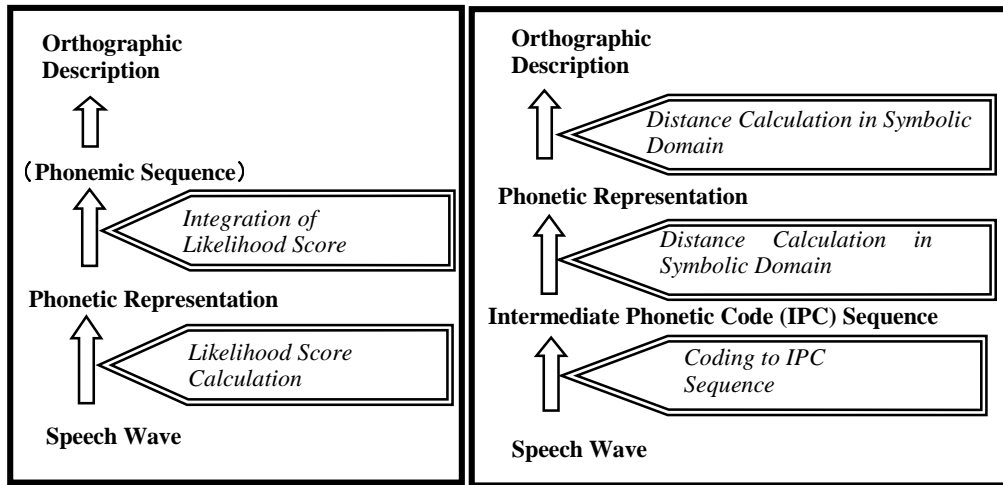 Orthographic
Description
（Phonemic Sequence）
Integration of
Likelihood Score
Phonetic Representation
Likelihood Score
Calculation
Speech Wave
Orthographic
Description
Distance Calculation in Symbolic
Domain
Phonetic Representation
Distance Calculation in
Symbolic Domain
Intermediate Phonetic Code (IPC) Sequence
Coding to IPC
Sequence
Speech Wave